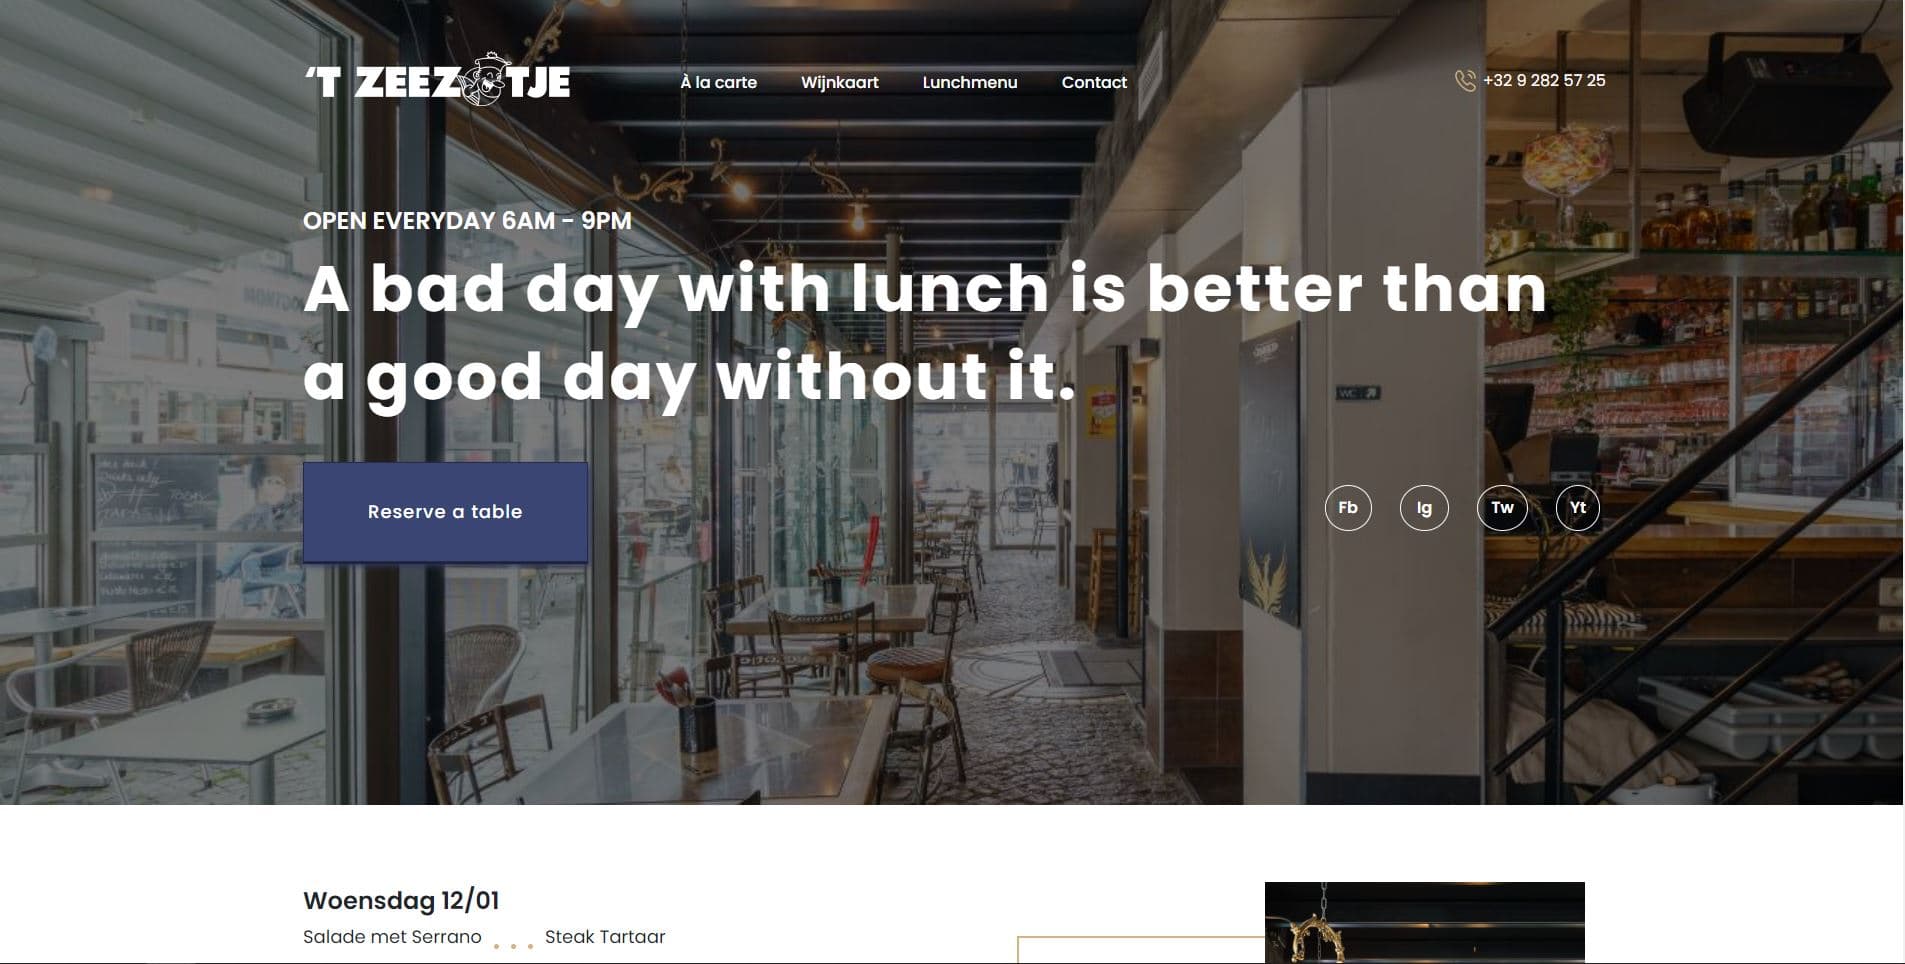 'T ZEEZOTJE
À la carte
Wijnkaart
Lunchmenu
Contact
+32 9 282 57 25
OPEN EVERYDAY 6AM - 9PM
A bad day with lunch is better than
a good day without it.
WC
Reserve a table
Fb
Ig
Tw
Yt
Woensdag 12/01
Salade met Serrano ... Steak Tartaar